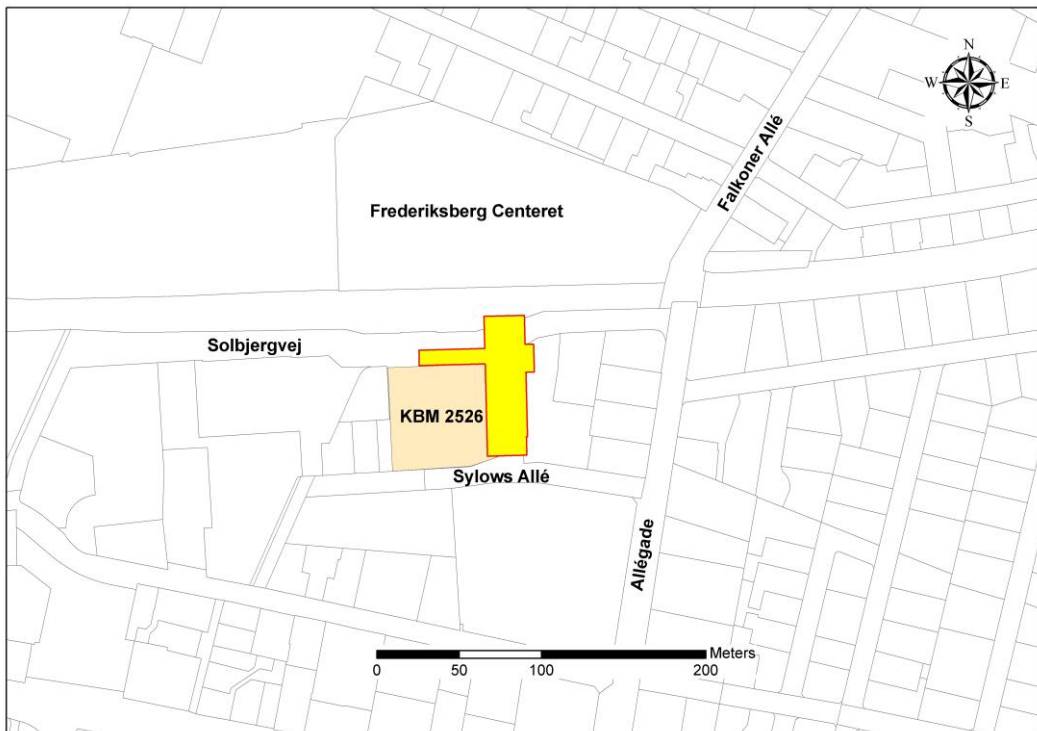 N
W E
S
Falkoner Allé
Frederiksberg Centeret
Solbjergvej
KBM 2526
Sylows Allé
Allégade
Meters
0 50 100 200